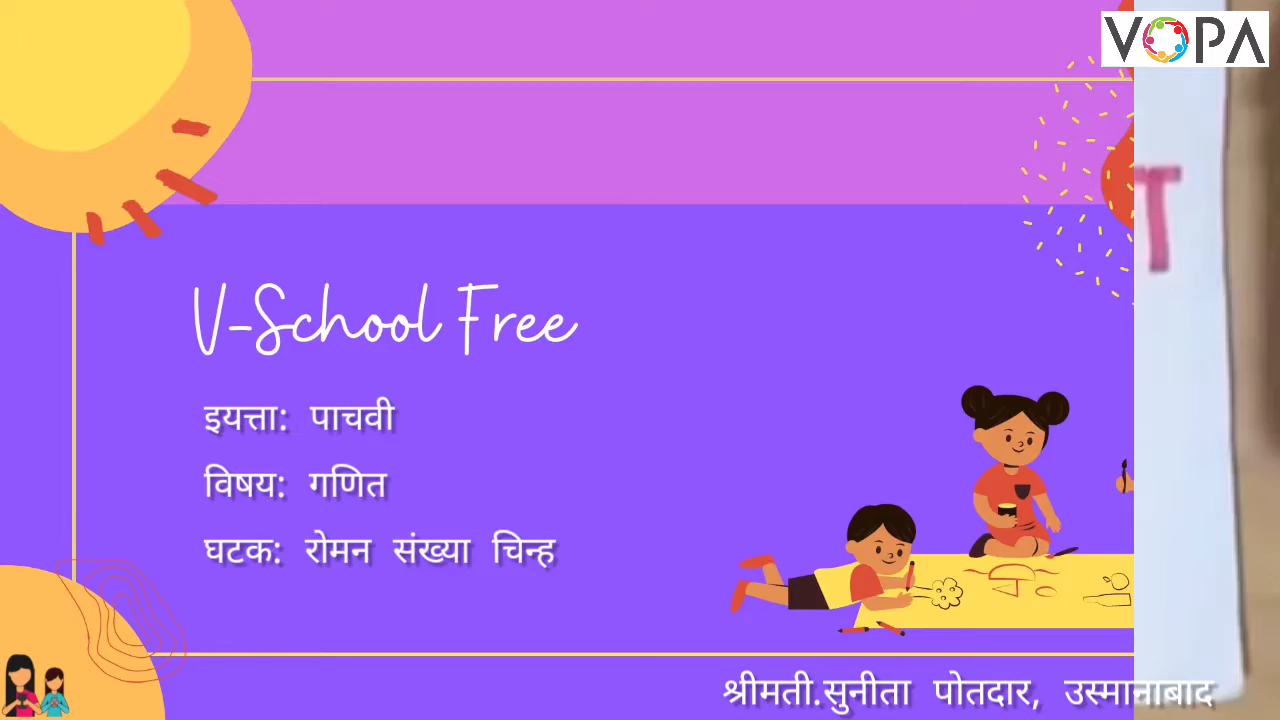 VOPA
V-School Free
इयत्ता: पाचवी
विषय: गणित
घटक: रोमन संख्या चिन्ह
श्रीमती.सुनीता पोतदार, उस्मानाबाद